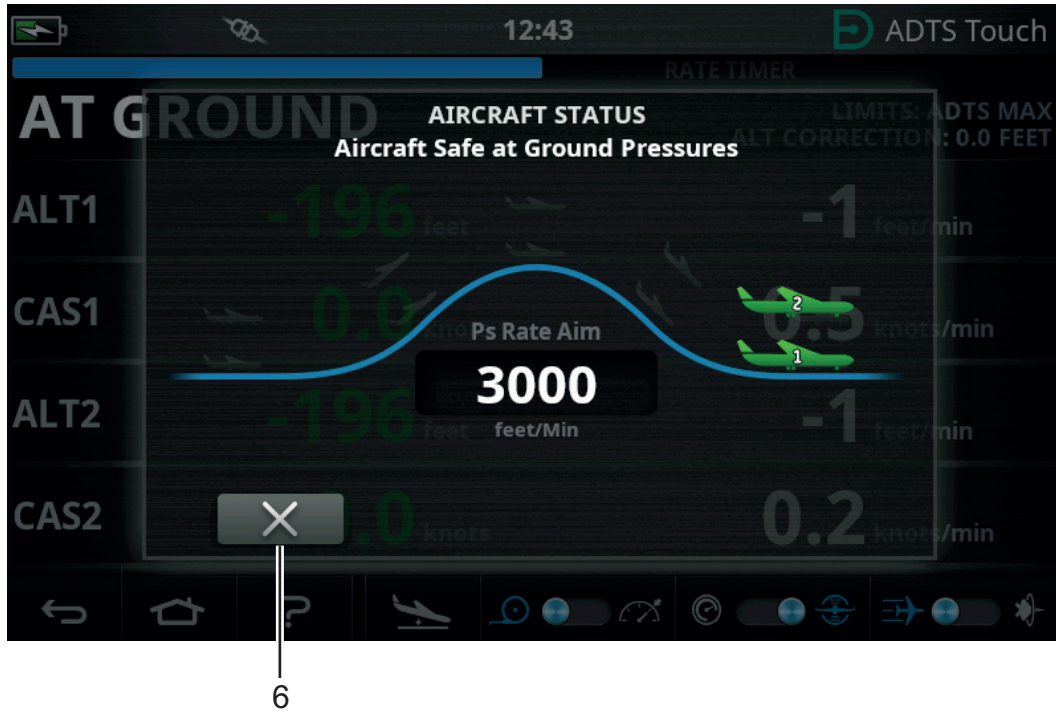 12:43
ADTS Touch
RATE TIMER
AT GROUND
LIMITS: ADTS MAX
ALT CORRECTION: 0.0 FEET
AIRCRAFT STATUS
Aircraft Safe at Ground Pressures
ALT1 -196 feet -1 feet/min
CAS1 0.0 knots 0.5 knots/min
2
1
Ps Rate Aim
3000
feet/Min
ALT2 -196 feet -1 feet/min
CAS2 0.0 knots 0.2 knots/min
?
6